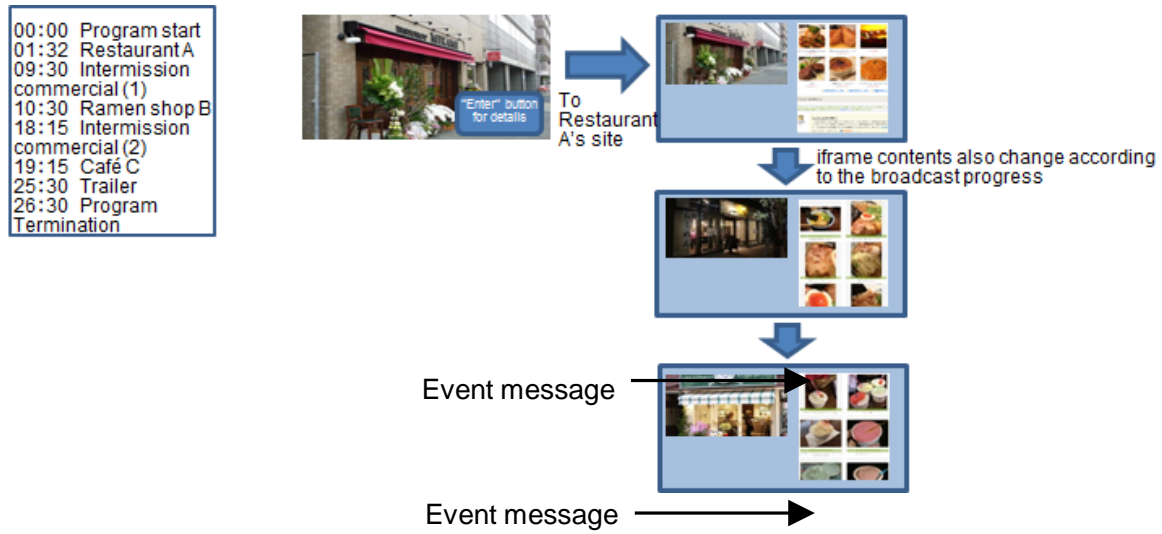 00:00 Program start
01:32 Restaurant A
09:30 Intermission
commercial (1)
10:30 Ramen shop B
18:15 Intermission
commercial (2)
19:15 Café C
25:30 Trailer
26:30 Program
Termination
"Enter" button
for details
To
Restaurant
A's site
iframe contents also change according
to the broadcast progress
Event message
Event message